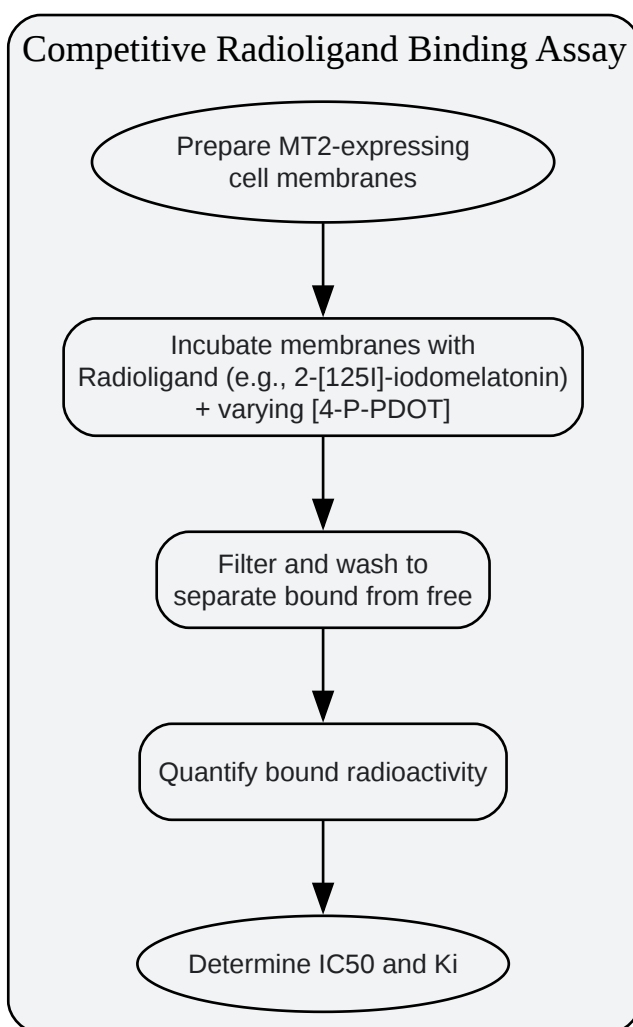 Competitive Radioligand Binding Assay
Prepare MT2-expressing
cell membranes
Incubate membranes with
Radioligand (e.g., 2-[125I]-iodomelatonin)
+ varying [4-P-PDOT]
Filter and wash to
separate bound from free
Quantify bound radioactivity
Determine IC50 and Ki